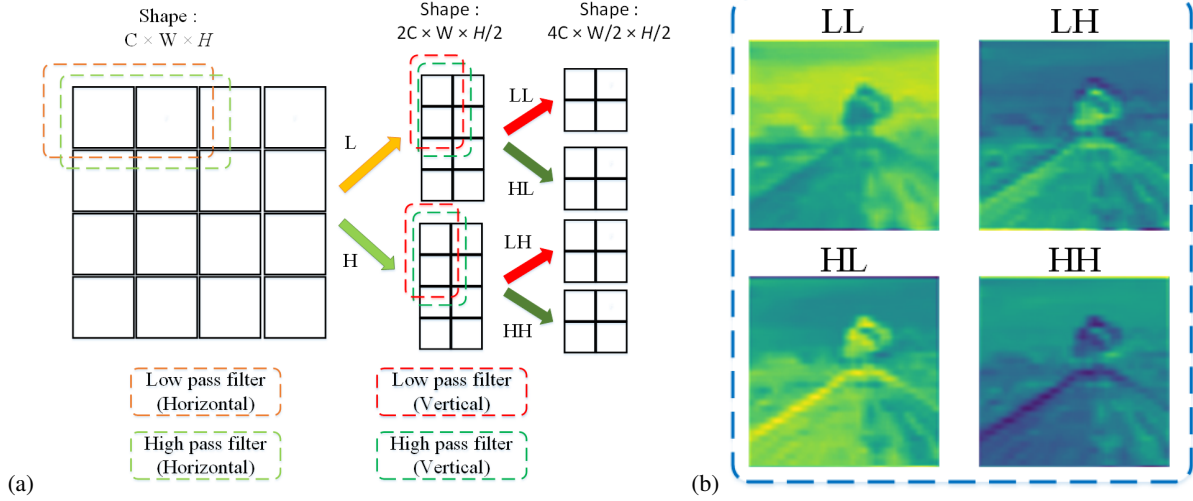 Shape :
C × W × H
Shape :
2C × W × H/2
Shape :
4C × W/2 × H/2
L
H
LL
HL
LH
HH
Low pass filter
(Horizontal)
High pass filter
(Horizontal)
Low pass filter
(Vertical)
High pass filter
(Vertical)
(a)
LL
LH
HL
HH
(b)